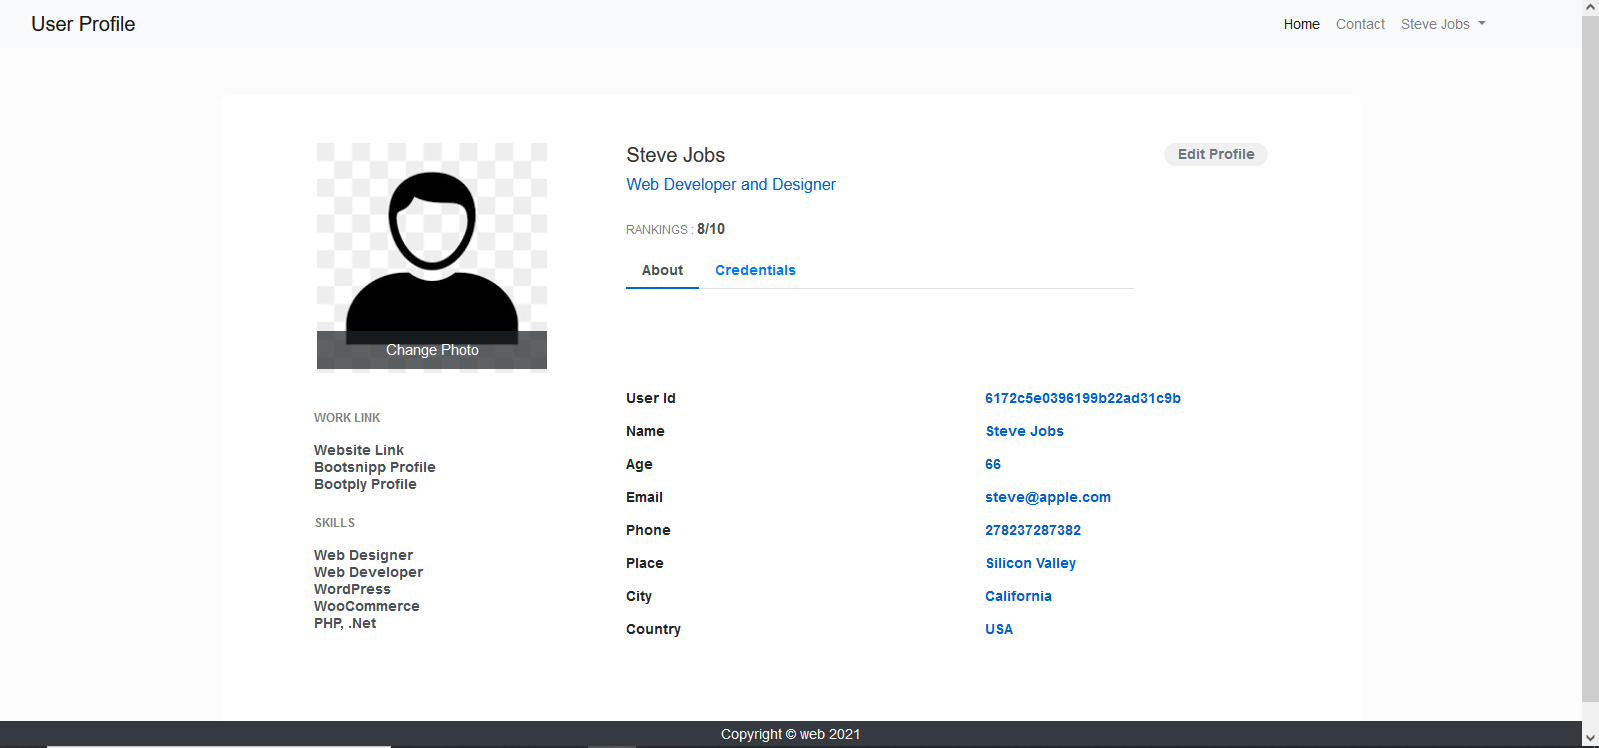 User Profile
Home Contact Steve Jobs
Steve Jobs
Edit Profile
Web Developer and Designer
RANKINGS : 8/10
About Credentials
Change Photo
WORK LINK
Website Link
Bootsnipp Profile
Bootply Profile
SKILLS
Web Designer
Web Developer
WordPress
WooCommerce
PHP, .Net
User Id 6172c5e0396199b22ad31c9b
Name Steve Jobs
Age 66
Email steve@apple.com
Phone 278237287382
Place Silicon Valley
City California
Country USA
Copyright © web 2021